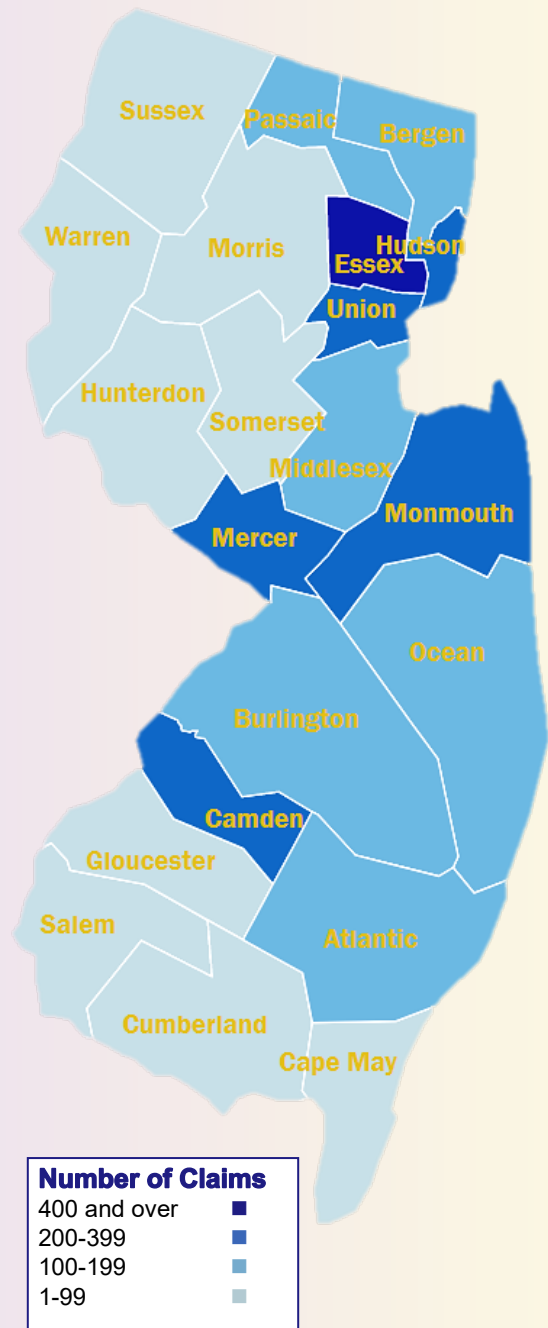 Sussex
Passaic
Bergen
Warren
Morris
Hudson
Essex
Union
Hunterdon
Somerset
Middlesex
Monmouth
Mercer
Ocean
Burlington
Camden
Gloucester
Salem
Atlantic
Cumberland
Cape May
Number of Claims
400 and over
200-399
100-199
1-99